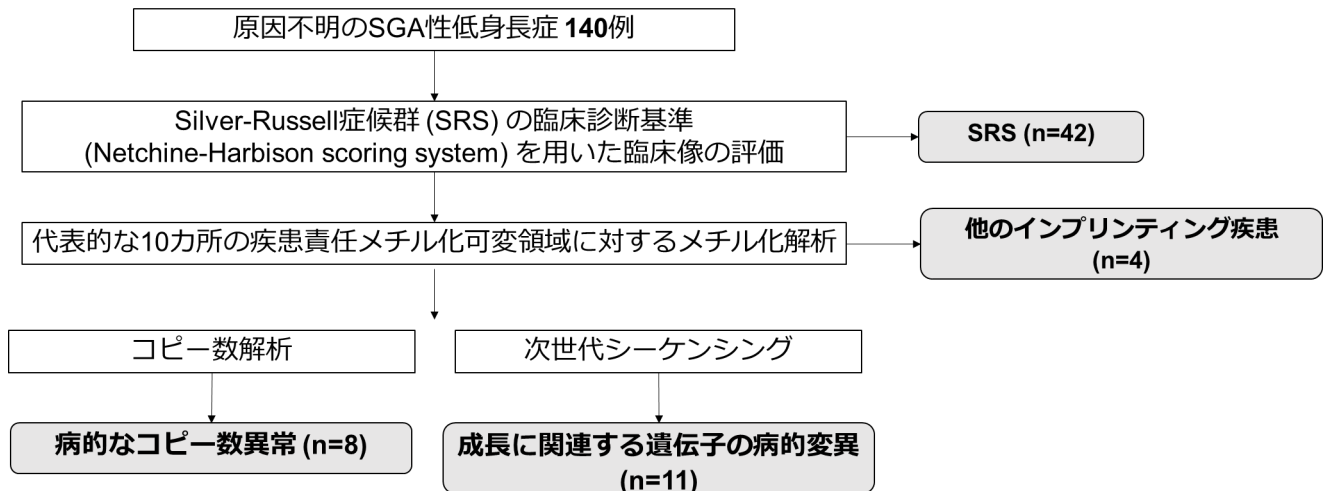 原因不明のSGA性低身長症 140例
Silver-Russell症候群 (SRS) の臨床診断基準
(Netchine-Harbison scoring system) を用いた臨床像の評価
SRS (n=42)
代表的な10カ所の疾患責任メチル化可変領域に対するメチル化解析
他のインプリンティング疾患
(n=4)
コピー数解析
次世代シーケンシング
病的なコピー数異常 (n=8)
成長に関連する遺伝子の病的変異
(n=11)